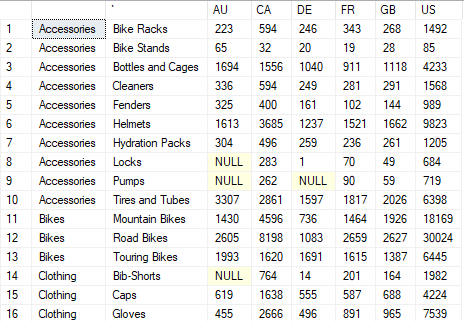 AU CA DE FR GB US
1 Accessories Bike Racks 223 594 246 343 268 1492
2 Accessories Bike Stands 65 32 20 19 28 85
3 Accessories Bottles and Cages 1694 1556 1040 911 1118 4233
4 Accessories Cleaners 336 594 249 281 291 1568
5 Accessories Fenders 325 400 161 102 144 989
6 Accessories Helmets 1613 3685 1237 1521 1662 9823
7 Accessories Hydration Packs 304 496 259 236 261 1205
8 Accessories Locks NULL 283 1 70 49 684
9 Accessories Pumps NULL 262 NULL 90 59 719
10 Accessories Tires and Tubes 3307 2861 1597 1817 2026 6398
11 Bikes Mountain Bikes 1430 4596 736 1464 1926 18169
12 Bikes Road Bikes 2605 8198 1083 2659 2627 30024
13 Bikes Touring Bikes 1993 1620 1691 1615 1387 6445
14 Clothing Bib-Shorts NULL 764 14 201 164 1982
15 Clothing Caps 619 1638 555 587 688 4224
16 Clothing Gloves 455 2666 496 891 965 7539